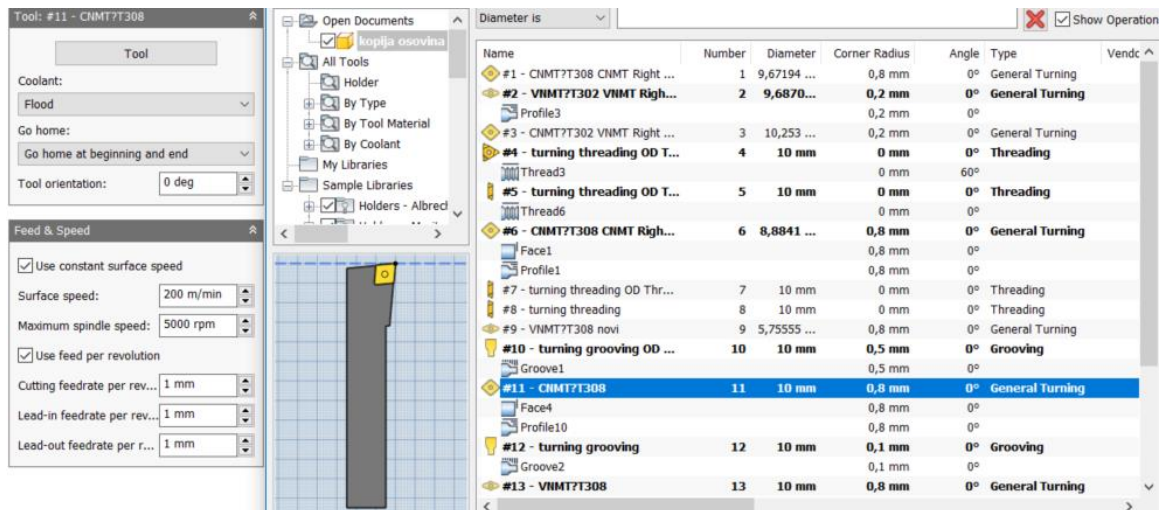 Tool: #11 - CNMT?T308
Tool
Coolant:
Flood
Go home:
Go home at beginning and end
Tool orientation: 0 deg
Feed & Speed
Use constant surface speed
Surface speed: 200 m/min
Maximum spindle speed: 5000 rpm
Use feed per revolution
Cutting feedrate per rev... 1 mm
Lead-in feedrate per rev... 1 mm
Lead-out feedrate per r... 1 mm
Open Documents
kopija osovina
All Tools
Holder
By Type
By Tool Material
By Coolant
My Libraries
Sample Libraries
Holders - Albrecl
Diameter is
Show Operation
Name Number Diameter Corner Radius Angle Type Vendc
#1 - CNMT?T308 CNMT Right ... 1 9,67194 ... 0,8 mm 0° General Turning
#2 - VNMT?T302 VNMT Righ... 2 9,6870... 0,2 mm 0° General Turning
Profile3 0,2 mm 0°
#3 - CNMT?T302 VNMT Right ... 3 10,253 ... 0,2 mm 0° General Turning
#4 - turning threading OD T... 4 10 mm 0 mm 0° Threading
Thread3 0 mm 60°
#5 - turning threading OD T... 5 10 mm 0 mm 0° Threading
Thread6 0 mm 0°
#6 - CNMT?T308 CNMT Righ... 6 8,8841 ... 0,8 mm 0° General Turning
Face1 0,8 mm 0°
Profile1 0,8 mm 0°
#7 - turning threading OD Thr... 7 10 mm 0 mm 0° Threading
#8 - turning threading 8 10 mm 0 mm 0° Threading
#9 - VNMT?T308 novi 9 5,75555 ... 0,8 mm 0° General Turning
#10 - turning grooving OD ... 10 10 mm 0,5 mm 0° Grooving
Groove1 0,5 mm 0°
#11 - CNMT?T308 11 10 mm 0,8 mm 0° General Turning
Face4 0,8 mm 0°
Profile10 0,8 mm 0°
#12 - turning grooving 12 10 mm 0,1 mm 0° Grooving
Groove2 0,1 mm 0°
#13 - VNMT?T308 13 10 mm 0,8 mm 0° General Turning